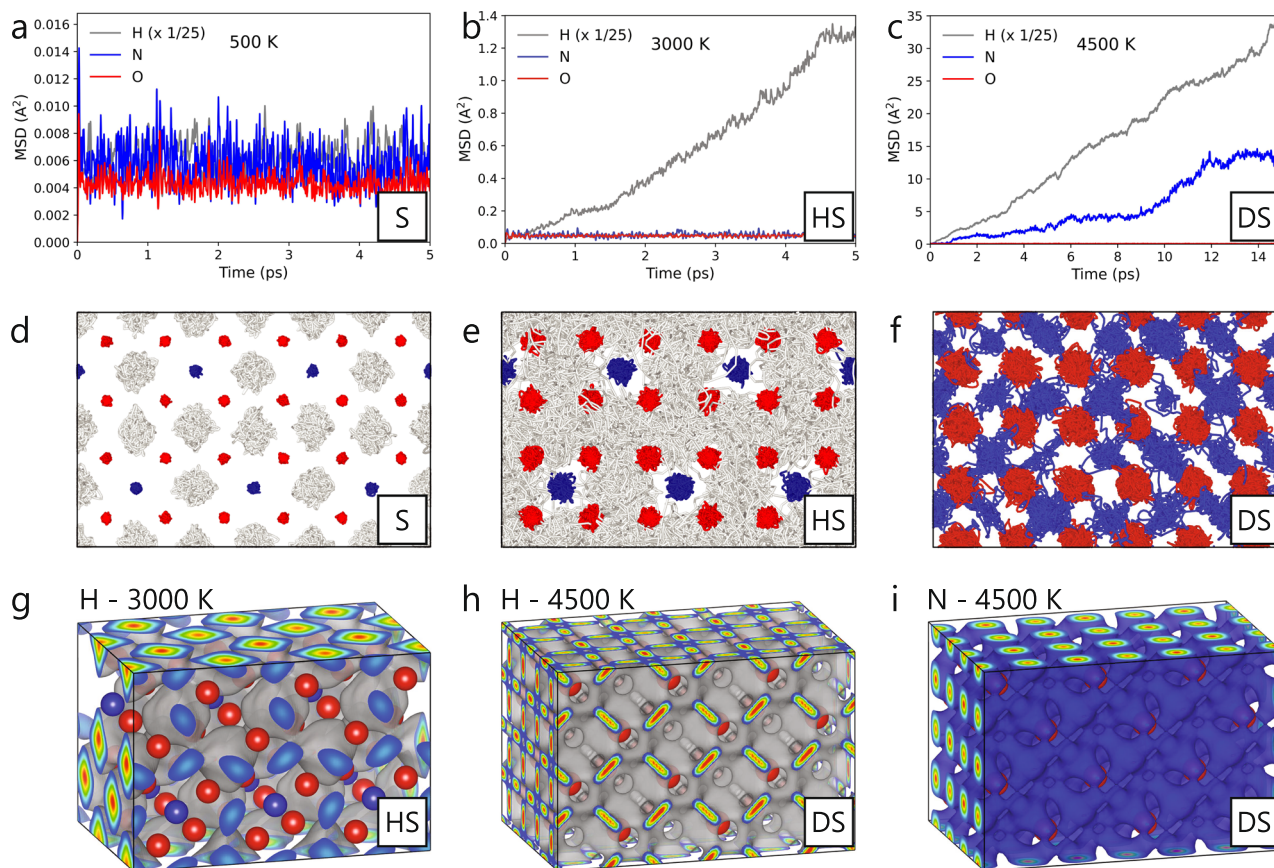 a
0.016
0.014
0.012
0.010
0.008
0.006
0.004
0.002
0.000
MSD (A²)
H (x 1/25)
N
O
500 K
S
0 1 2 3 4 5
Time (ps)
b
1.4
1.2
1.0
0.8
0.6
0.4
0.2
0.0
MSD (A²)
H (x 1/25)
N
O
3000 K
HS
0 1 2 3 4 5
Time (ps)
c
35
30
25
20
15
10
5
0
MSD (A²)
H (x 1/25)
N
O
4500 K
DS
0 2 4 6 8 10 12 14
Time (ps)
d
S
e
HS
f
DS
g H - 3000 K
HS
h H - 4500 K
DS
i N - 4500 K
DS